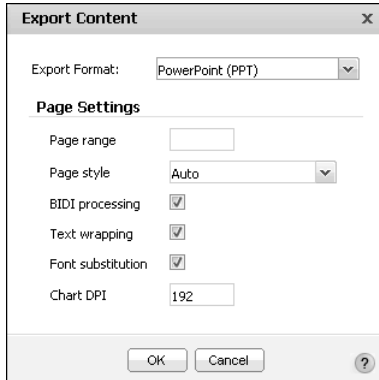 Export Content x
Export Format: PowerPoint (PPT)
Page Settings
Page range
Page style Auto
BIDI processing
Text wrapping
Font substitution
Chart DPI 192
OK Cancel ?